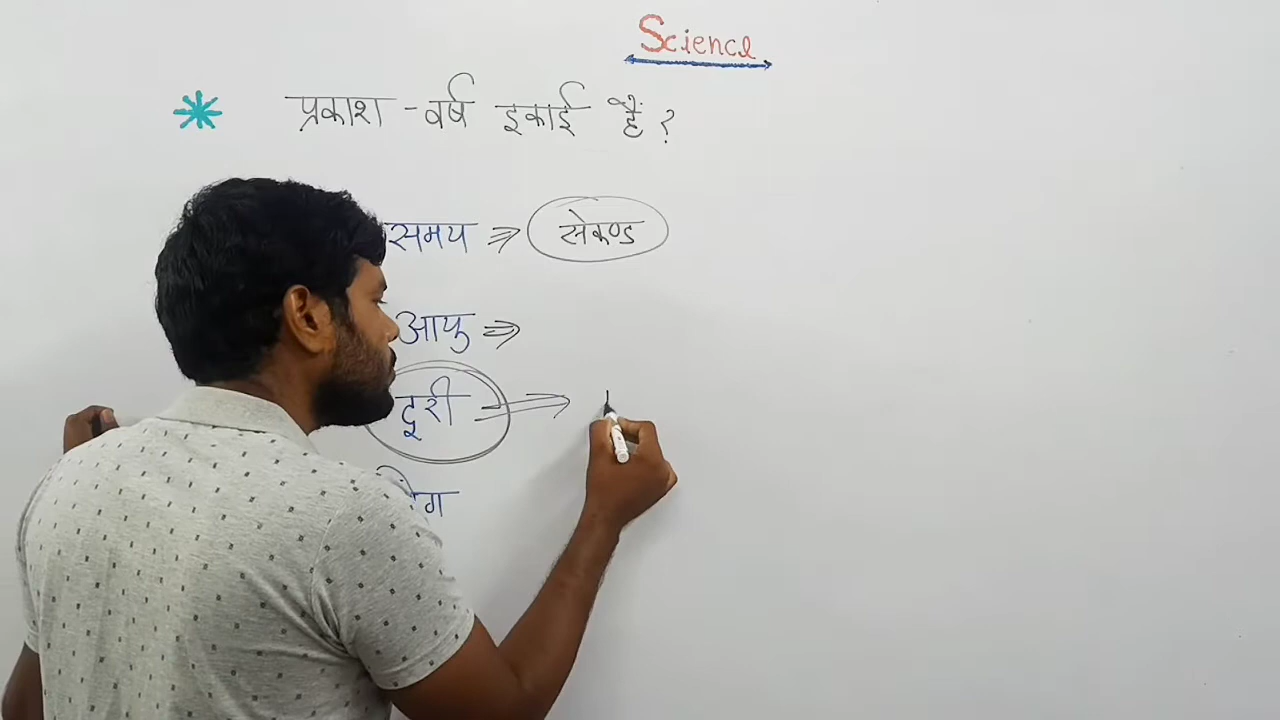 Science
* प्रकाश - वर्ष इकाई हैं ?
समय ⇒ सेकण्ड
आयु ⇒
दूरी ⇒